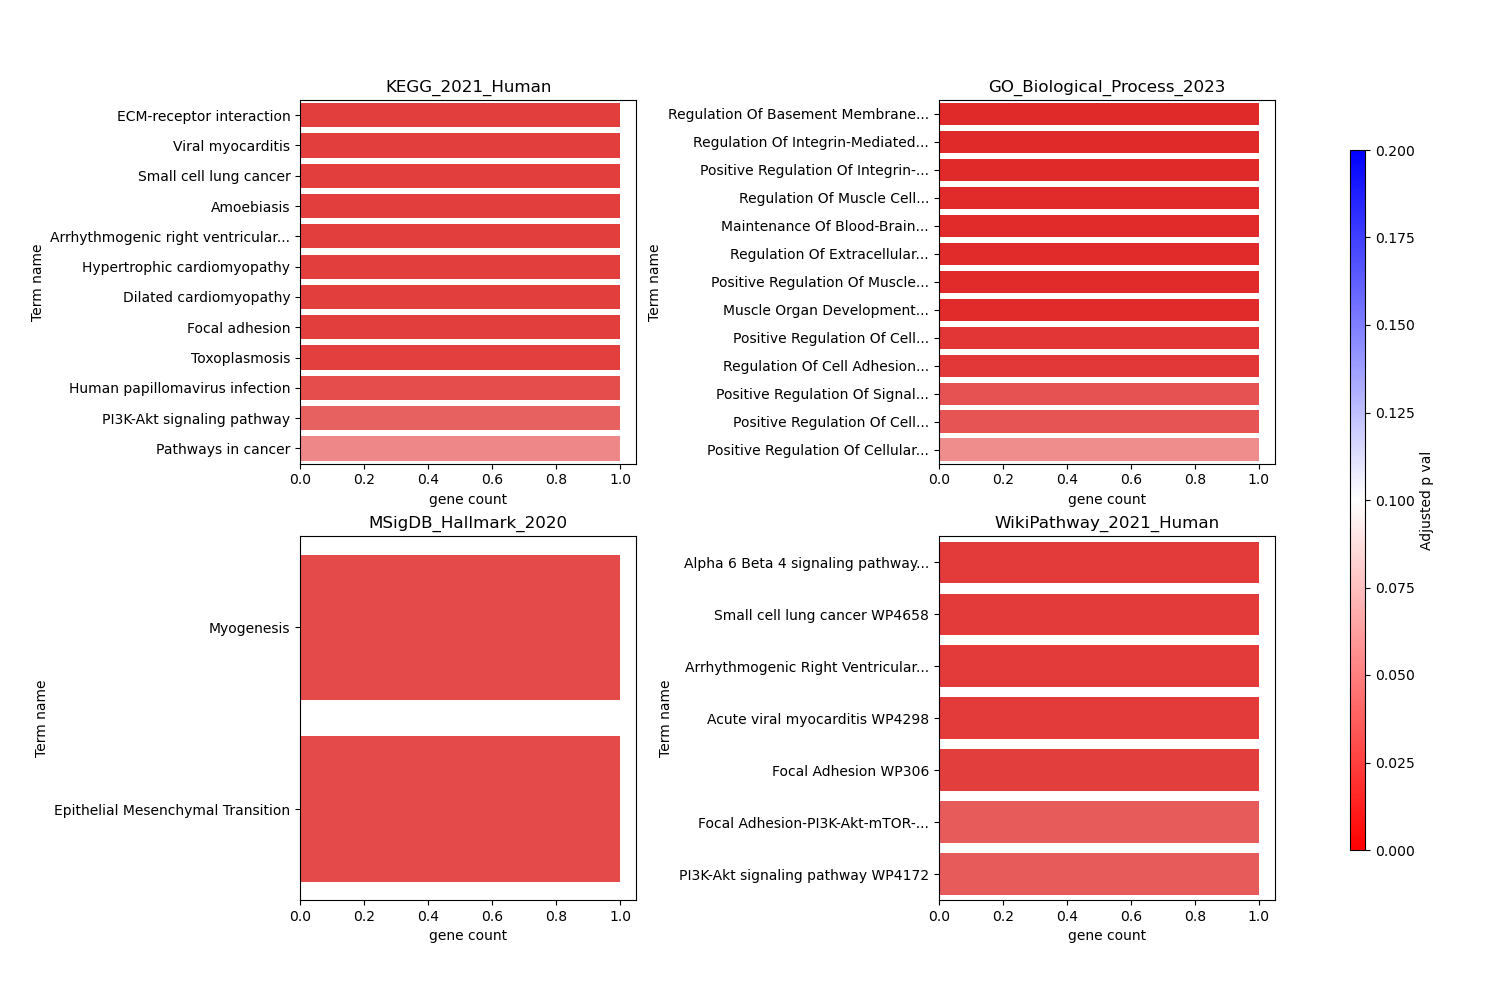 KEGG_2021_Human
Term name
ECM-receptor interaction
Viral myocarditis
Small cell lung cancer
Amoebiasis
Arrhythmogenic right ventricular...
Hypertrophic cardiomyopathy
Dilated cardiomyopathy
Focal adhesion
Toxoplasmosis
Human papillomavirus infection
PI3K-Akt signaling pathway
Pathways in cancer
0.0 0.2 0.4 0.6 0.8 1.0
gene count
GO_Biological_Process_2023
Term name
Regulation Of Basement Membrane...
Regulation Of Integrin-Mediated...
Positive Regulation Of Integrin-...
Regulation Of Muscle Cell...
Maintenance Of Blood-Brain...
Regulation Of Extracellular...
Positive Regulation Of Muscle...
Muscle Organ Development...
Positive Regulation Of Cell...
Regulation Of Cell Adhesion...
Positive Regulation Of Signal...
Positive Regulation Of Cell...
Positive Regulation Of Cellular...
0.0 0.2 0.4 0.6 0.8 1.0
gene count
MSigDB_Hallmark_2020
Term name
Myogenesis
Epithelial Mesenchymal Transition
0.0 0.2 0.4 0.6 0.8 1.0
gene count
WikiPathway_2021_Human
Term name
Alpha 6 Beta 4 signaling pathway...
Small cell lung cancer WP4658
Arrhythmogenic Right Ventricular...
Acute viral myocarditis WP4298
Focal Adhesion WP306
Focal Adhesion-PI3K-Akt-mTOR-...
PI3K-Akt signaling pathway WP4172
0.0 0.2 0.4 0.6 0.8 1.0
gene count
0.200
0.175
0.150
0.125
0.100
0.075
0.050
0.025
0.000
Adjusted p val